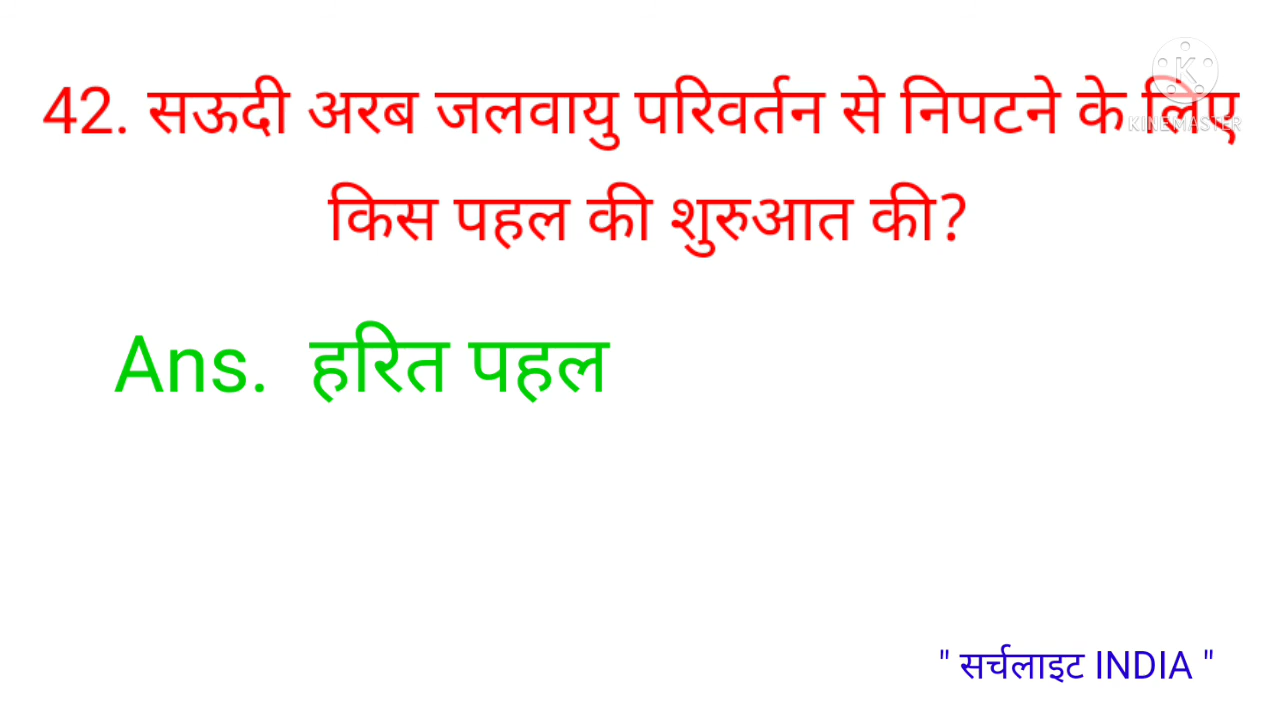 42. सऊदी अरब जलवायु परिवर्तन से निपटने के लिए
KINEMASTER
किस पहल की शुरुआत की?
Ans. हरित पहल
" सर्चलाइट INDIA "